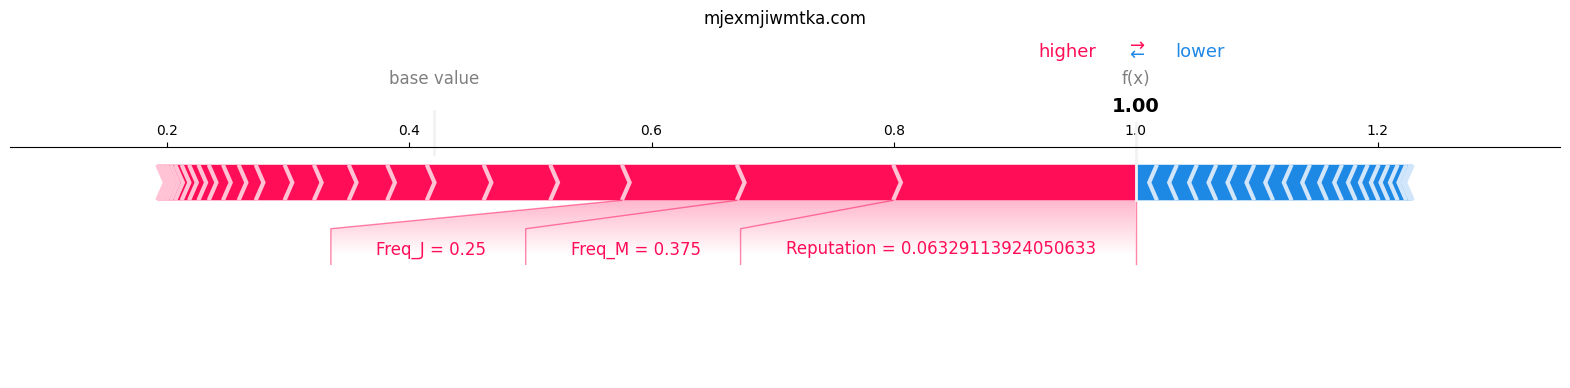 mjexmjiwmtka.com
higher → ← lower
base value f(x)
1.00
0.2 0.4 0.6 0.8 1.0 1.2
Freq_J = 0.25 Freq_M = 0.375 Reputation = 0.06329113924050633